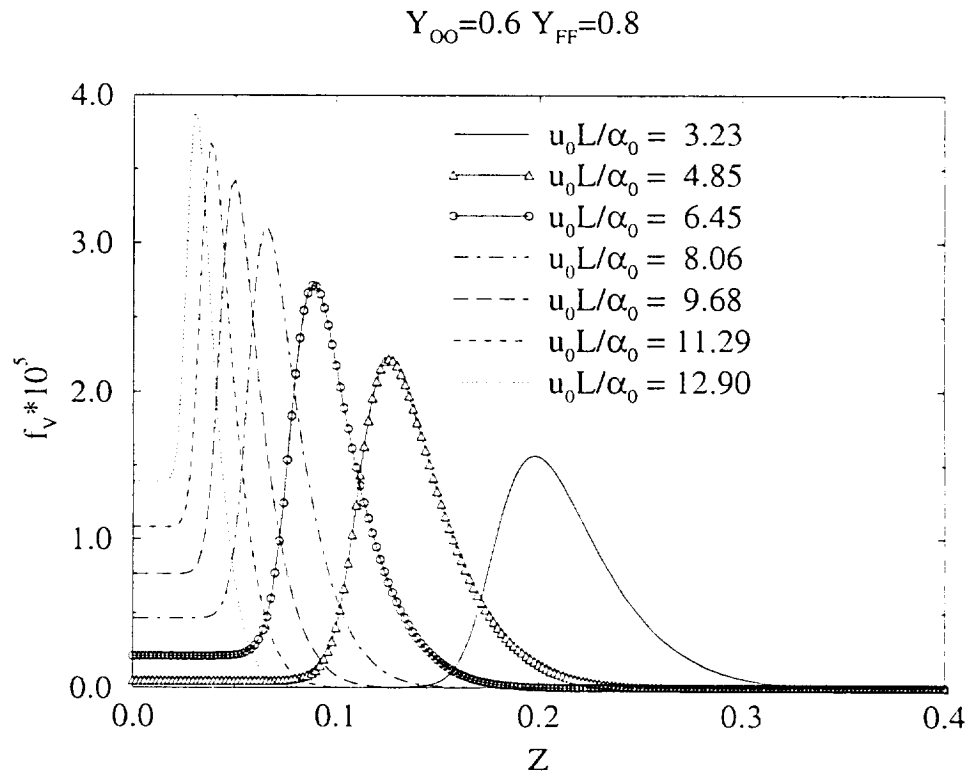 Y_OO=0.6 Y_FF=0.8
f_V*10^5
4.0
3.0
2.0
1.0
0.0
u_0L/α_0 = 3.23
u_0L/α_0 = 4.85
u_0L/α_0 = 6.45
u_0L/α_0 = 8.06
u_0L/α_0 = 9.68
u_0L/α_0 = 11.29
u_0L/α_0 = 12.90
0.0 0.1 0.2 0.3 0.4
Z